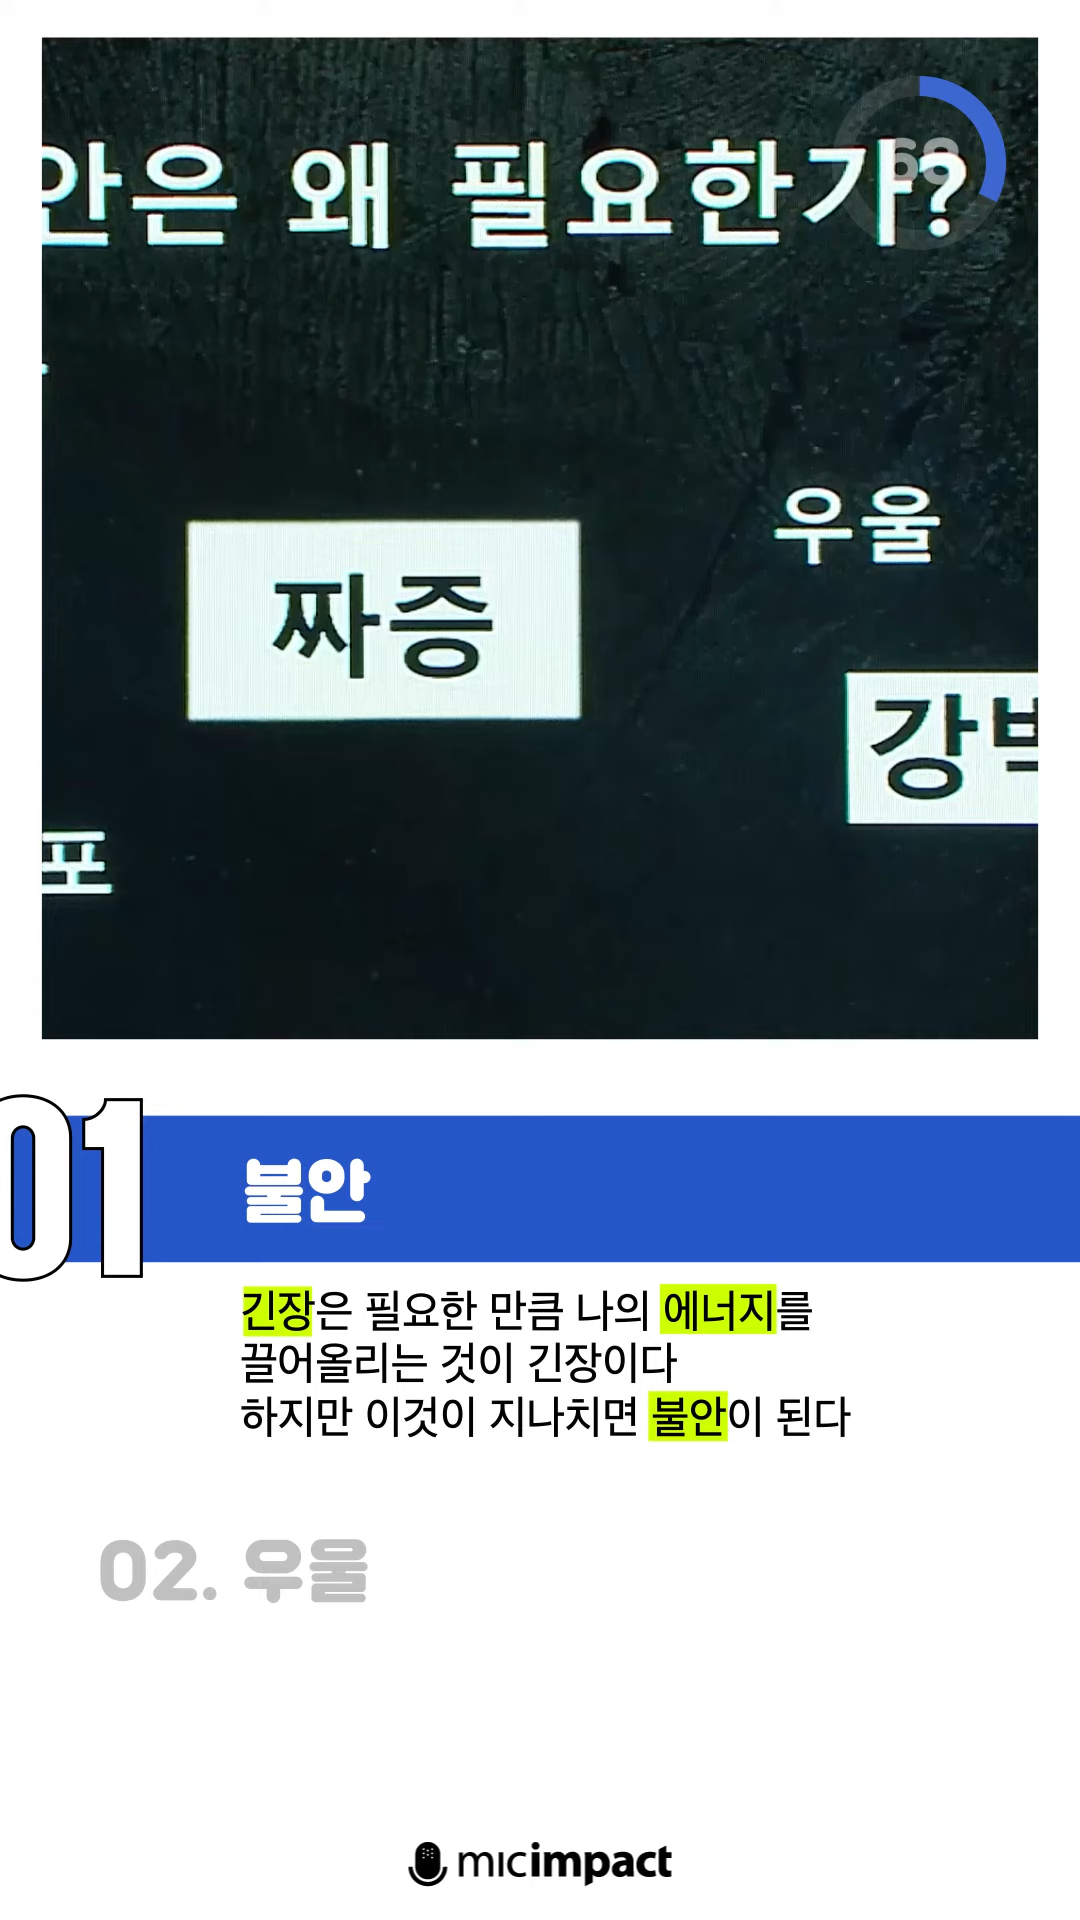 안은 왜 필요한가?
68
우울
짜증
강박
포
01
불안
긴장은 필요한 만큼 나의 에너지를
끌어올리는 것이 긴장이다
하지만 이것이 지나치면 불안이 된다
02. 우울
micimpact